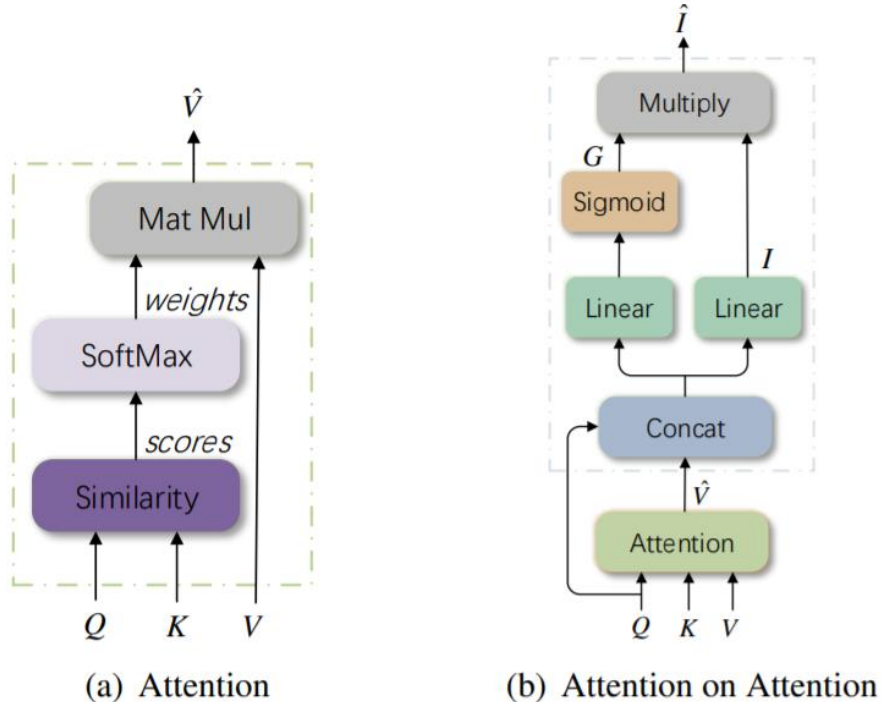 V̂
Mat Mul
weights
SoftMax
scores
Similarity
Q K V
(a) Attention
Î
Multiply
G
Sigmoid
I
Linear Linear
Concat
V̂
Attention
Q K V
(b) Attention on Attention